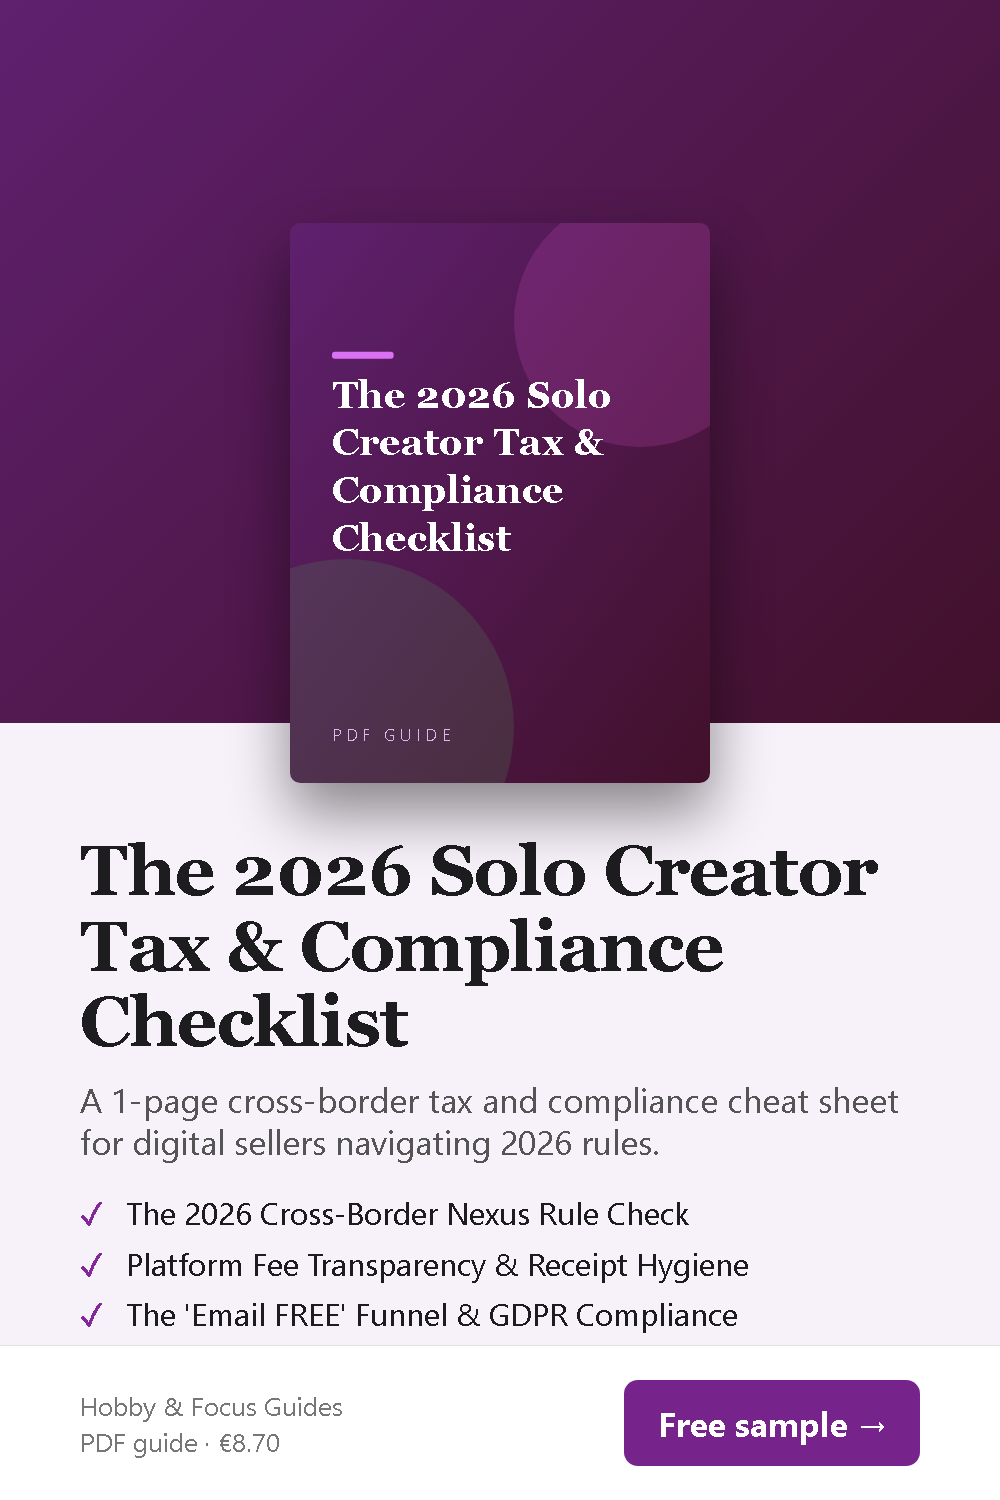 The 2026 Solo
Creator Tax &
Compliance
Checklist
PDF GUIDE
The 2026 Solo Creator
Tax & Compliance
Checklist
A 1-page cross-border tax and compliance cheat sheet
for digital sellers navigating 2026 rules.
✓ The 2026 Cross-Border Nexus Rule Check
✓ Platform Fee Transparency & Receipt Hygiene
✓ The 'Email FREE' Funnel & GDPR Compliance
Hobby & Focus Guides
PDF guide · €8.70
Free sample →